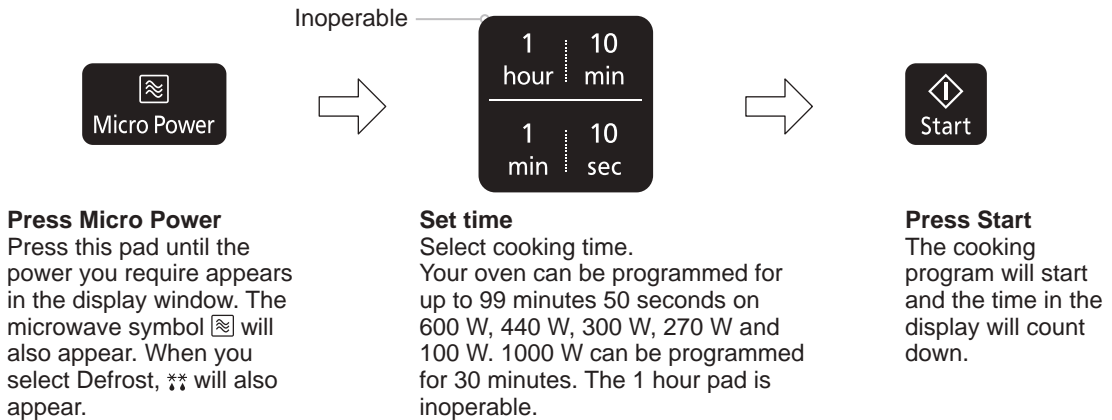 Inoperable
1 10
hour min
1 10
min sec
Micro Power
Start
Press Micro Power
Press this pad until the
power you require appears
in the display window. The
microwave symbol will
also appear. When you
select Defrost, will also
appear.
Set time
Select cooking time.
Your oven can be programmed for
up to 99 minutes 50 seconds on
600 W, 440 W, 300 W, 270 W and
100 W. 1000 W can be programmed
for 30 minutes. The 1 hour pad is
inoperable.
Press Start
The cooking
program will start
and the time in the
display will count
down.